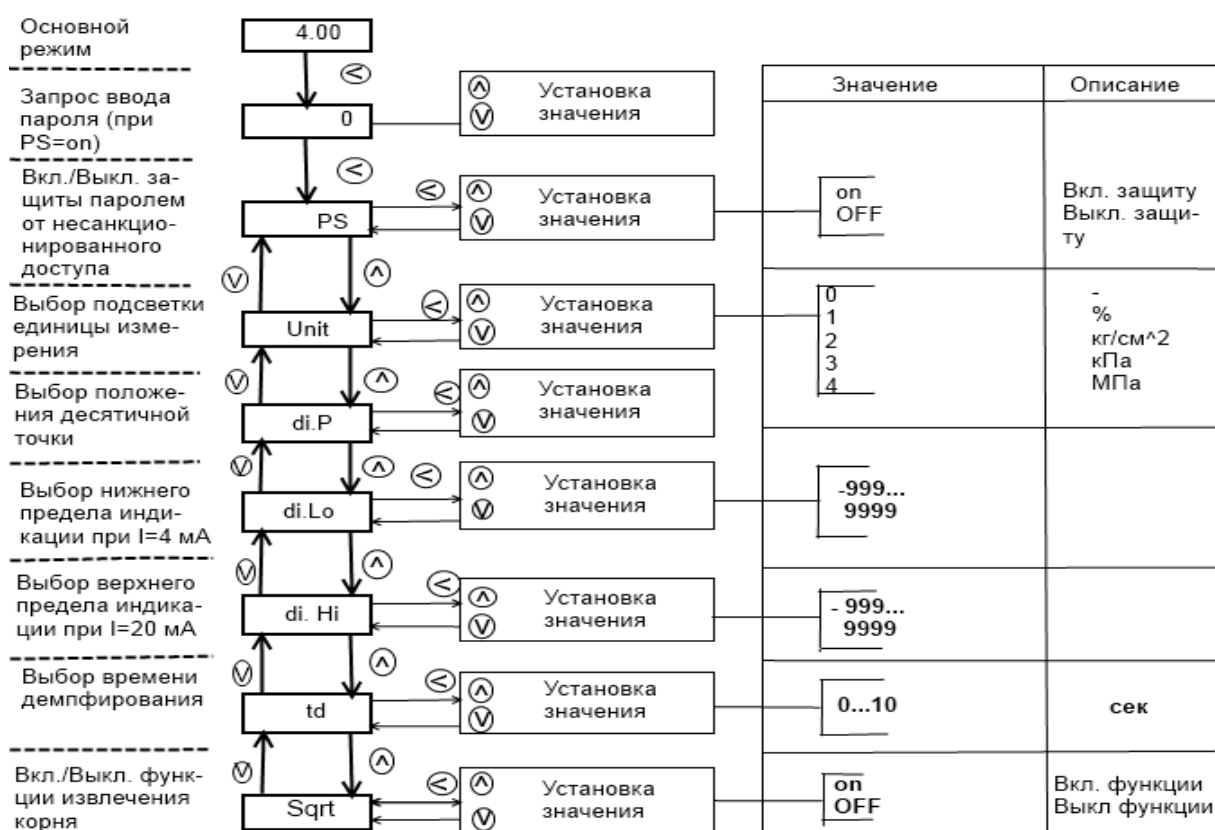 Основной
режим
4.00
Запрос ввода
пароля (при
PS=on)
0
Установка
значения
Значение
Описание
Вкл./Выкл. за-
щиты паролем
от несанкцио-
нированного
доступа
PS
Установка
значения
on
OFF
Вкл. защиту
Выкл. защи-
ту
Выбор подсветки
единицы изме-
рения
Unit
Установка
значения
0
1
2
3
4
-
%
кг/см^2
кПа
МПа
Выбор положе-
ния десятичной
точки
di.P
Установка
значения
Выбор нижнего
предела инди-
кации при I=4 мА
di.Lo
Установка
значения
-999...
9999
Выбор верхнего
предела индика-
ции при I=20 мА
di. Hi
Установка
значения
- 999...
9999
Выбор времени
демпфирования
td
Установка
значения
0...10
сек
Вкл./Выкл. функ-
ции извлечения
корня
Sqrt
Установка
значения
on
OFF
Вкл. функции
Выкл функции